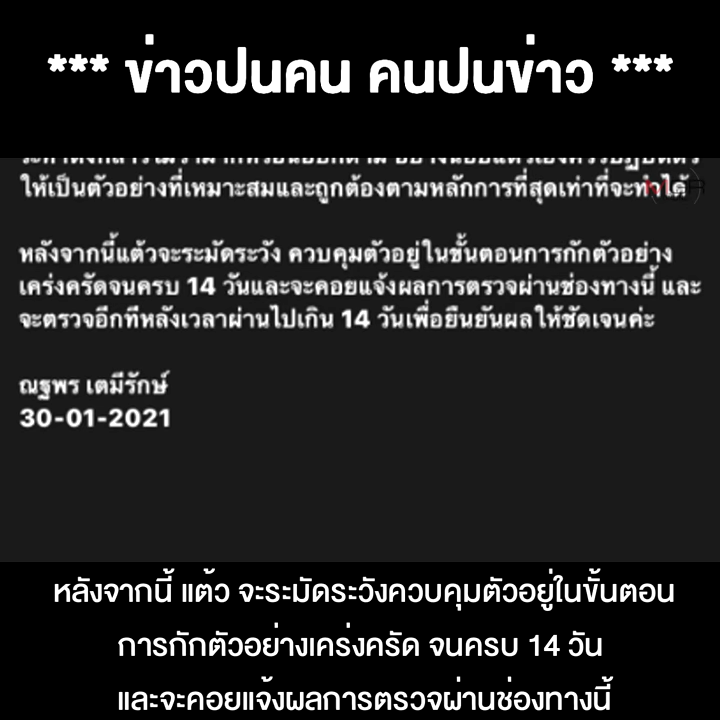 *** ข่าวปนคน คนปนข่าว ***
ให้เป็นตัวอย่างที่เหมาะสมและถูกต้องตามหลักการที่สุดเท่าที่จะทำได้
หลังจากนี้แต้วจะระมัดระวัง ควบคุมตัวอยู่ในขั้นตอนการกักตัวอย่าง
เคร่งครัดจนครบ 14 วันและจะคอยแจ้งผลการตรวจผ่านช่องทางนี้ และ
จะตรวจอีกทีหลังเวลาผ่านไปเกิน 14 วันเพื่อยืนยันผลให้ชัดเจนค่ะ
ณฐพร เตมีรักษ์
30-01-2021
หลังจากนี้ แต้ว จะระมัดระวังควบคุมตัวอยู่ในขั้นตอน
การกักตัวอย่างเคร่งครัด จนครบ 14 วัน
และจะคอยแจ้งผลการตรวจผ่านช่องทางนี้